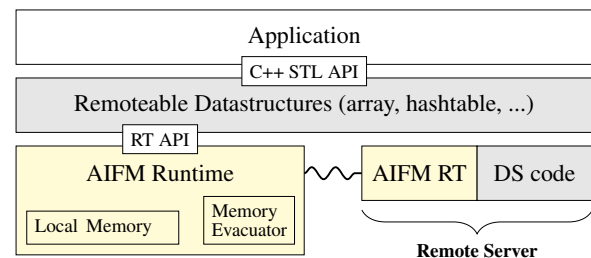 Application
C++ STL API
Remoteable Datastructures (array, hashtable, ...)
RT API
AIFM Runtime
AIFM RT
DS code
Local Memory
Memory
Evacuator
Remote Server